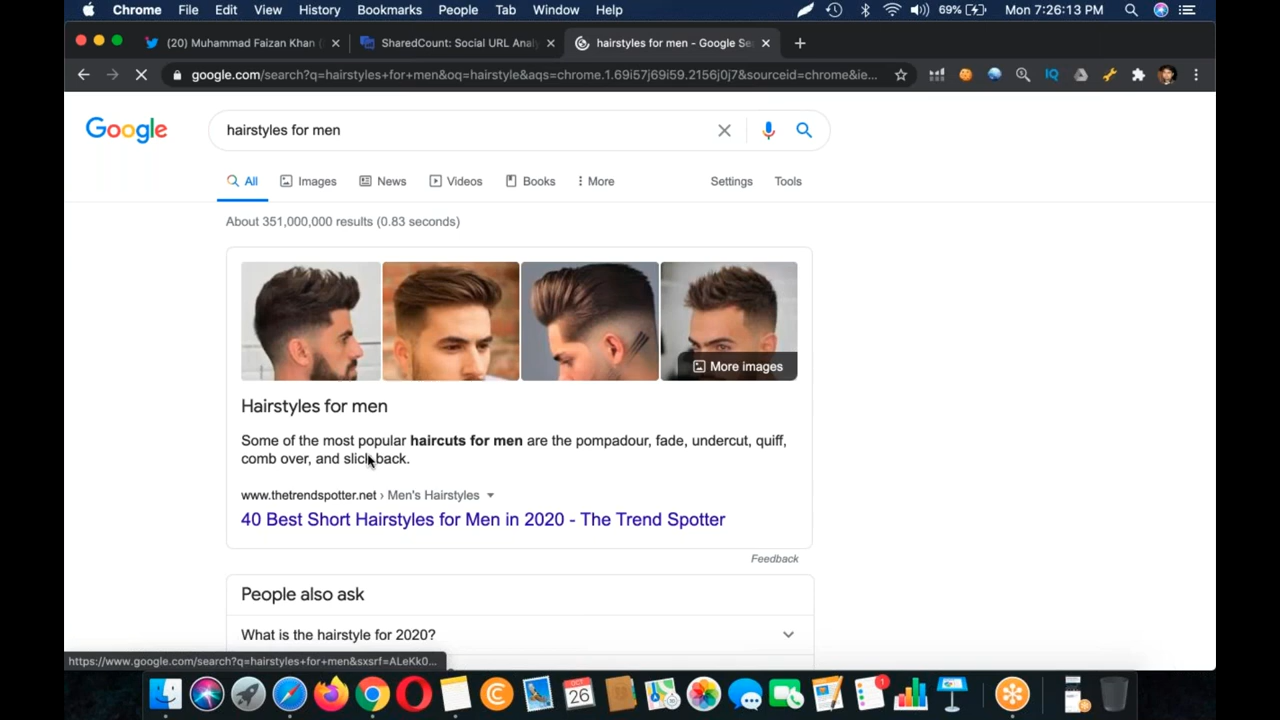 Chrome File Edit View History Bookmarks People Tab Window Help 69% Mon 7:26:13 PM
(20) Muhammad Faizan Khan ( SharedCount: Social URL Anal hairstyles for men - Google Se
google.com/search?q=hairstyles+for+men&oq=hairstyle&aqs=chrome.1.69i57j69i59.2156j0j7&sourceid=chrome&ie...
IQ
Google hairstyles for men
All Images News Videos Books More Settings Tools
About 351,000,000 results (0.83 seconds)
More images
Hairstyles for men
Some of the most popular haircuts for men are the pompadour, fade, undercut, quiff,
comb over, and slick back.
www.thetrendspotter.net › Men's Hairstyles
40 Best Short Hairstyles for Men in 2020 - The Trend Spotter
Feedback
People also ask
What is the hairstyle for 2020?
https://www.google.com/search?q=hairstyles+for+men&sxsrf=ALeKk0...
26
1